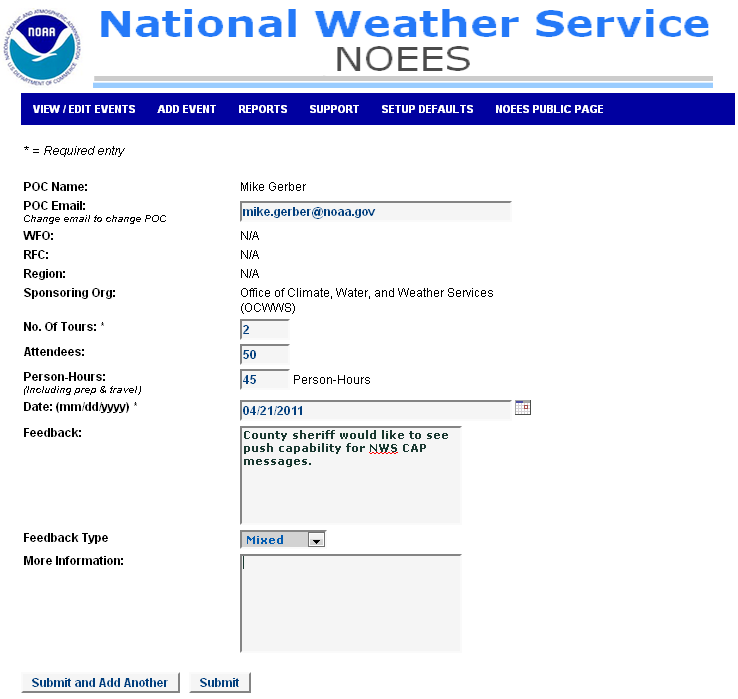 NATIONAL OCEANIC AND ATMOSPHERIC ADMINISTRATION
NOAA
U.S. DEPARTMENT OF COMMERCE
National Weather Service
NOEES
VIEW / EDIT EVENTS ADD EVENT REPORTS SUPPORT SETUP DEFAULTS NOEES PUBLIC PAGE
* = Required entry
POC Name: Mike Gerber
POC Email: mike.gerber@noaa.gov
Change email to change POC
WFO: N/A
RFC: N/A
Region: N/A
Sponsoring Org: Office of Climate, Water, and Weather Services
(OCWWS)
No. Of Tours: * 2
Attendees: 50
Person-Hours: 45 Person-Hours
(Including prep & travel)
Date: (mm/dd/yyyy) * 04/21/2011
Feedback: County sheriff would like to see
push capability for NWS CAP
messages.
Feedback Type Mixed
More Information:
Submit and Add Another Submit